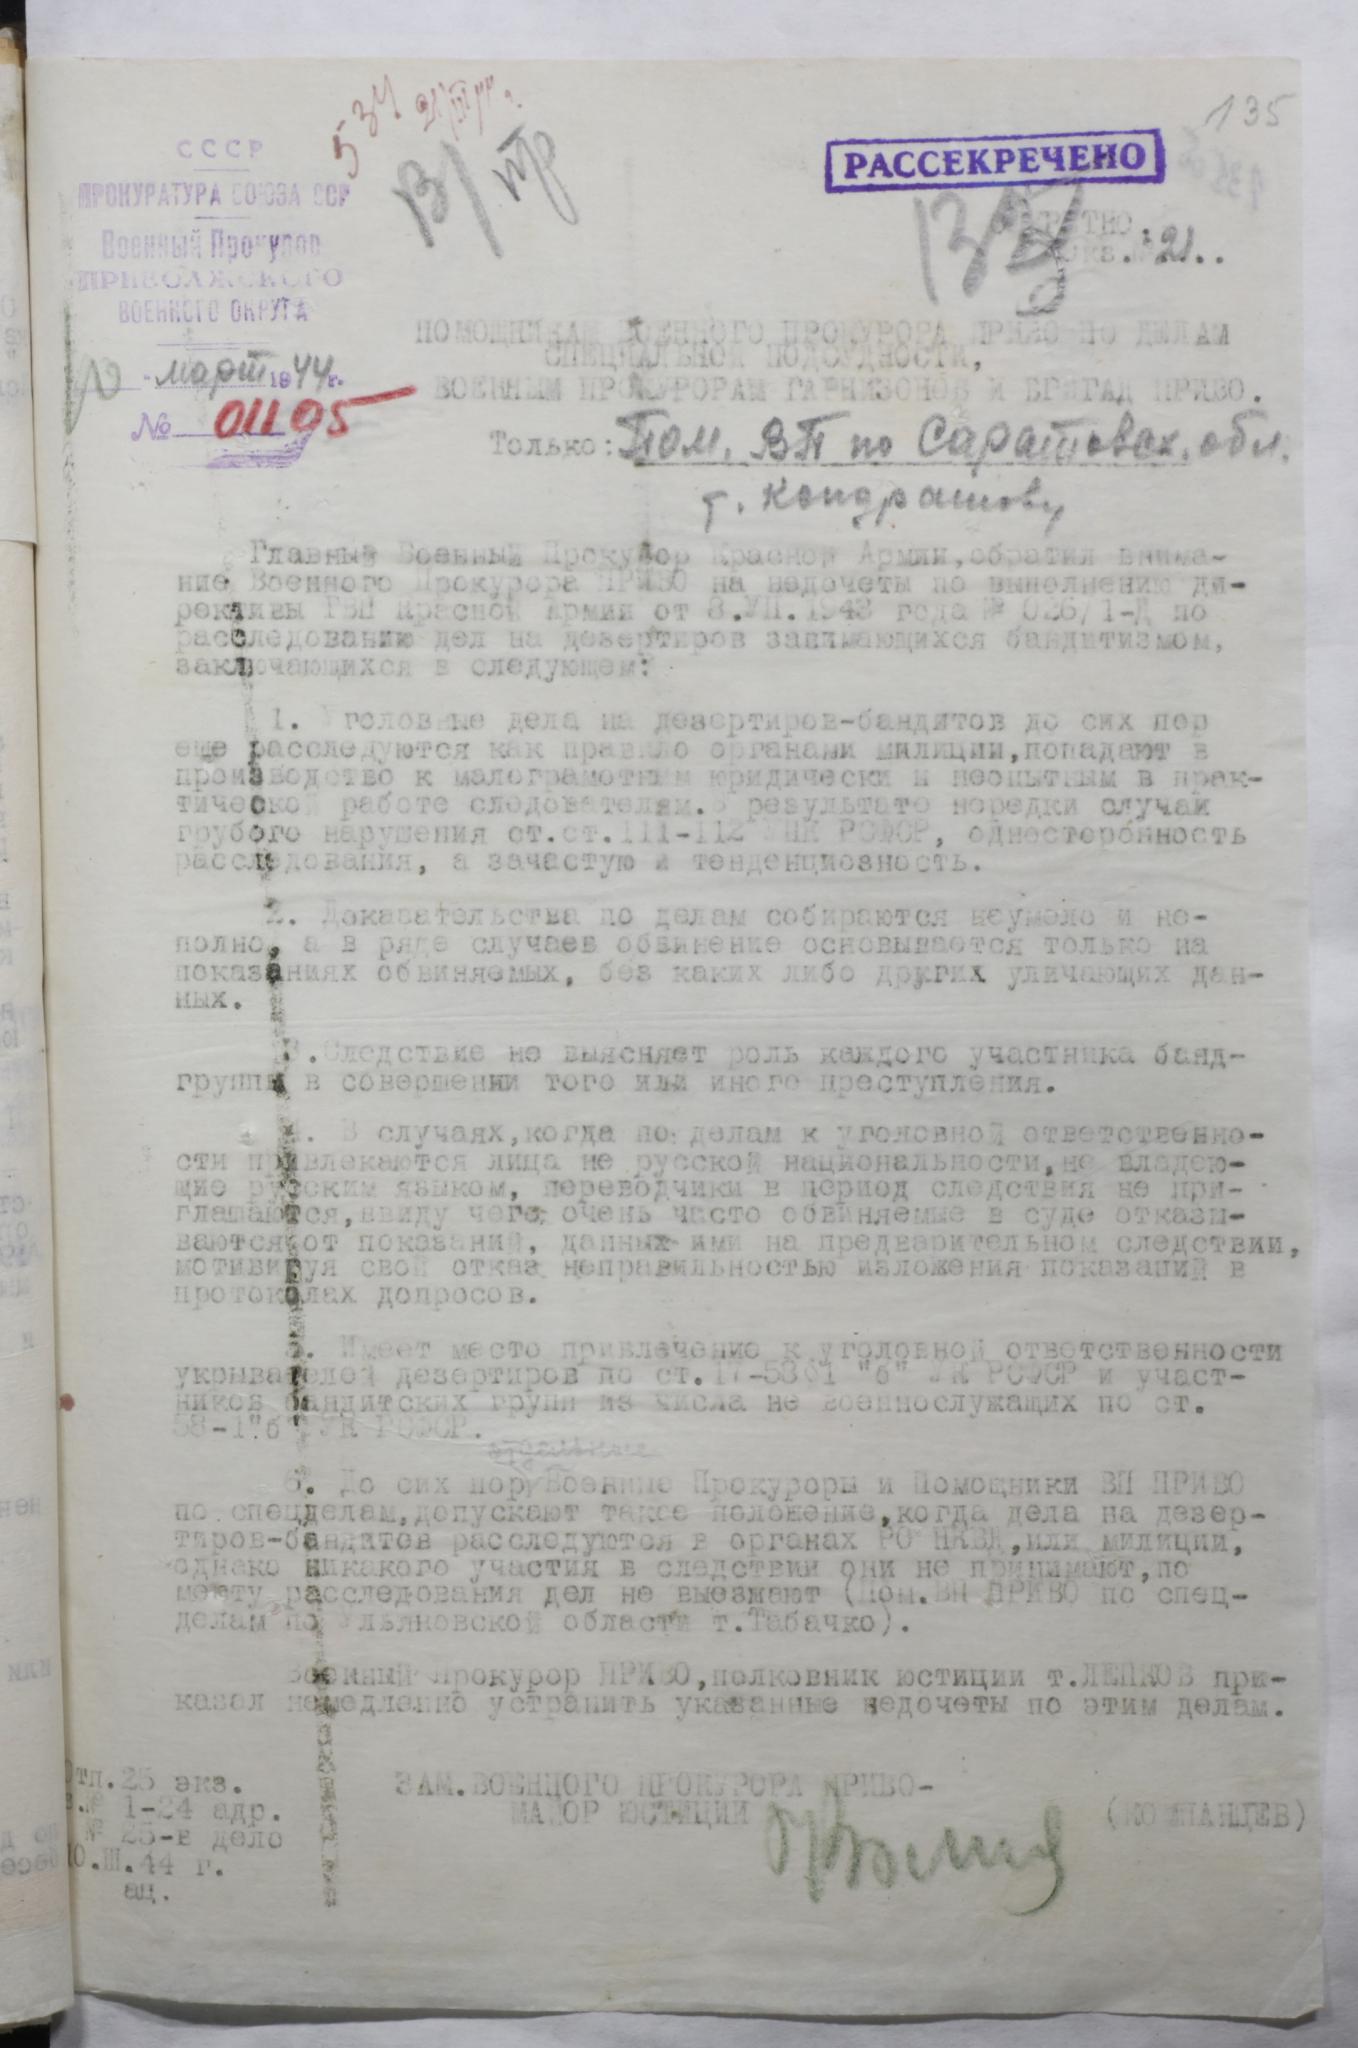 135
534
21/III 44 г.
В/пр
СССР
ПРОКУРАТУРА СОЮЗА ССР
Военный Прокурор
ПРИВОЛЖСКОГО
ВОЕННОГО ОКРУГА
март 1944 г.
№ 01105
РАССЕКРЕЧЕНО
СЕКРЕТНО.
экз.№ 21..
ПОМОЩНИКАМ ВОЕННОГО ПРОКУРОРА ПРИВО ПО ДЕЛАМ
СПЕЦИАЛЬНОЙ ПОДСУДНОСТИ,
ВОЕННЫМ ПРОКУРОРАМ ГАРНИЗОНОВ И БРИГАД ПРИВО.
Только: Пом. ВП по Саратовск. обл.
т. Кондрашову
Главный Военный Прокурор Красной Армии,обратил внима-
ние Военного Прокурора ПРИВО на недочеты по выполнению ди-
рективы ГВП Красной Армии от 8.УП.1943 года № 026/1-Д по
расследованию дел на дезертиров занимающихся бандитизмом,
заключающихся в следующем:
1. Уголовные дела на дезертиров-бандитов до сих пор
еще расследуются как правило органами милиции,попадают в
производство к малограмотным юридически и неопытным в прак-
тической работе следователям. В результате нередки случаи
грубого нарушения ст.ст.111-112 УПК РСФСР, односторонность
расследования, а зачастую и тенденциозность.
2. Доказательства по делам собираются неумело и не-
полно, а в ряде случаев обвинение основывается только на
показаниях обвиняемых, без каких либо других уличающих дан-
ных.
3.Следствие не выясняет роль каждого участника банд-
группы в совершении того или иного преступления.
4. В случаях,когда по делам к уголовной ответственно-
сти привлекаются лица не русской национальности,не владею-
щие русским языком, переводчики в период следствия не при-
глашаются,ввиду чего, очень часто обвиняемые в суде отказы-
ваются от показаний, данных ими на предварительном следствии,
мотивируя свой отказ неправильностью изложения показаний в
протоколах допросов.
5. Имеет место привлечение к уголовной ответственности
укрывателей дезертиров по ст.17-58-1 "б" УК РСФСР и участ-
ников бандитских групп из числа не военнослужащих по ст.
58-1"б" УК РСФСР.
отдельные
6. До сих пор Военные Прокуроры и Помощники ВП ПРИВО
по спецделам,допускают такое положение,когда дела на дезер-
тиров-бандитов расследуются в органах РО НКВД,или милиции,
однако никакого участия в следствии они не принимают,по
месту расследования дел не выезжают (Пом.ВП ПРИВО по спец-
делам по Ульяновской области т.Табачко).
Военный Прокурор ПРИВО,полковник юстиции т.ЛЕПКОВ при-
казал немедленно устранить указанные недочеты по этим делам.
Отп.25 экз.
№ 1-24 адр.
№ 25-в дело
10.Ш.44 г.
ац.
ЗАМ.ВОЕННОГО ПРОКУРОРА ПРИВО-
МАЙОР ЮСТИЦИИ